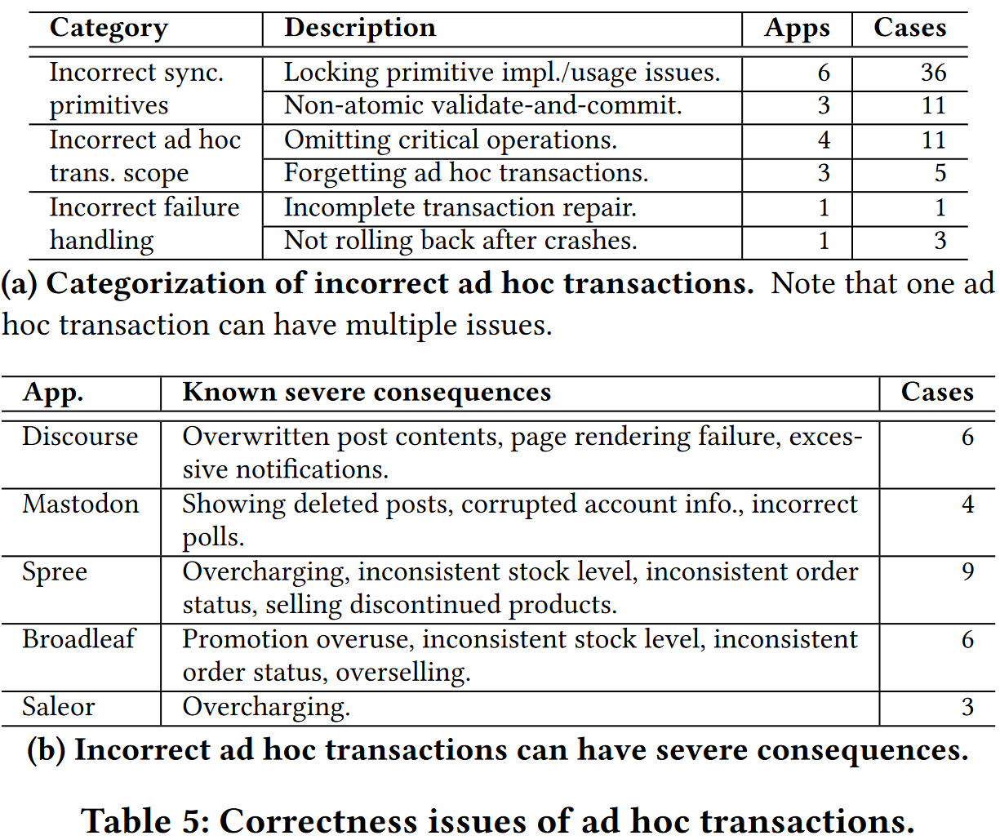 Category Description Apps Cases
Incorrect sync. Locking primitive impl./usage issues. 6 36
primitives Non-atomic validate-and-commit. 3 11
Incorrect ad hoc Omitting critical operations. 4 11
trans. scope Forgetting ad hoc transactions. 3 5
Incorrect failure Incomplete transaction repair. 1 1
handling Not rolling back after crashes. 1 3
(a) Categorization of incorrect ad hoc transactions. Note that one ad
hoc transaction can have multiple issues.
App. Known severe consequences Cases
Discourse Overwritten post contents, page rendering failure, exces- 6
sive notifications.
Mastodon Showing deleted posts, corrupted account info., incorrect 4
polls.
Spree Overcharging, inconsistent stock level, inconsistent order 9
status, selling discontinued products.
Broadleaf Promotion overuse, inconsistent stock level, inconsistent 6
order status, overselling.
Saleor Overcharging. 3
(b) Incorrect ad hoc transactions can have severe consequences.
Table 5: Correctness issues of ad hoc transactions.